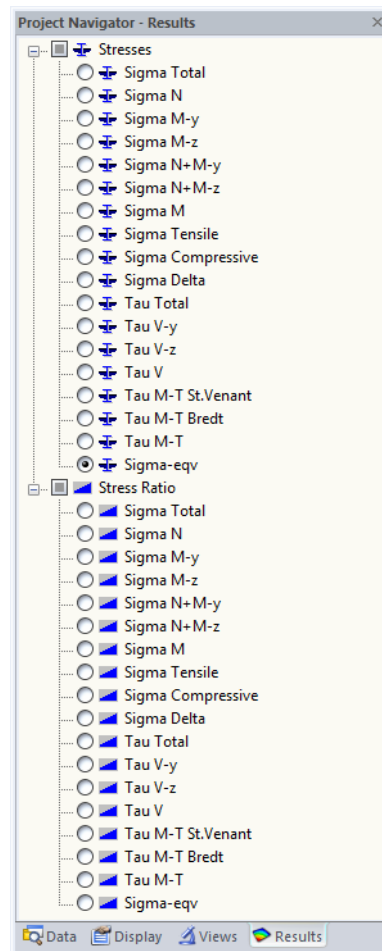 Project Navigator - Results
Stresses
Sigma Total
Sigma N
Sigma M-y
Sigma M-z
Sigma N+M-y
Sigma N+M-z
Sigma M
Sigma Tensile
Sigma Compressive
Sigma Delta
Tau Total
Tau V-y
Tau V-z
Tau V
Tau M-T St.Venant
Tau M-T Bredt
Tau M-T
Sigma-eqv
Stress Ratio
Sigma Total
Sigma N
Sigma M-y
Sigma M-z
Sigma N+M-y
Sigma N+M-z
Sigma M
Sigma Tensile
Sigma Compressive
Sigma Delta
Tau Total
Tau V-y
Tau V-z
Tau V
Tau M-T St.Venant
Tau M-T Bredt
Tau M-T
Sigma-eqv
Data Display Views Results